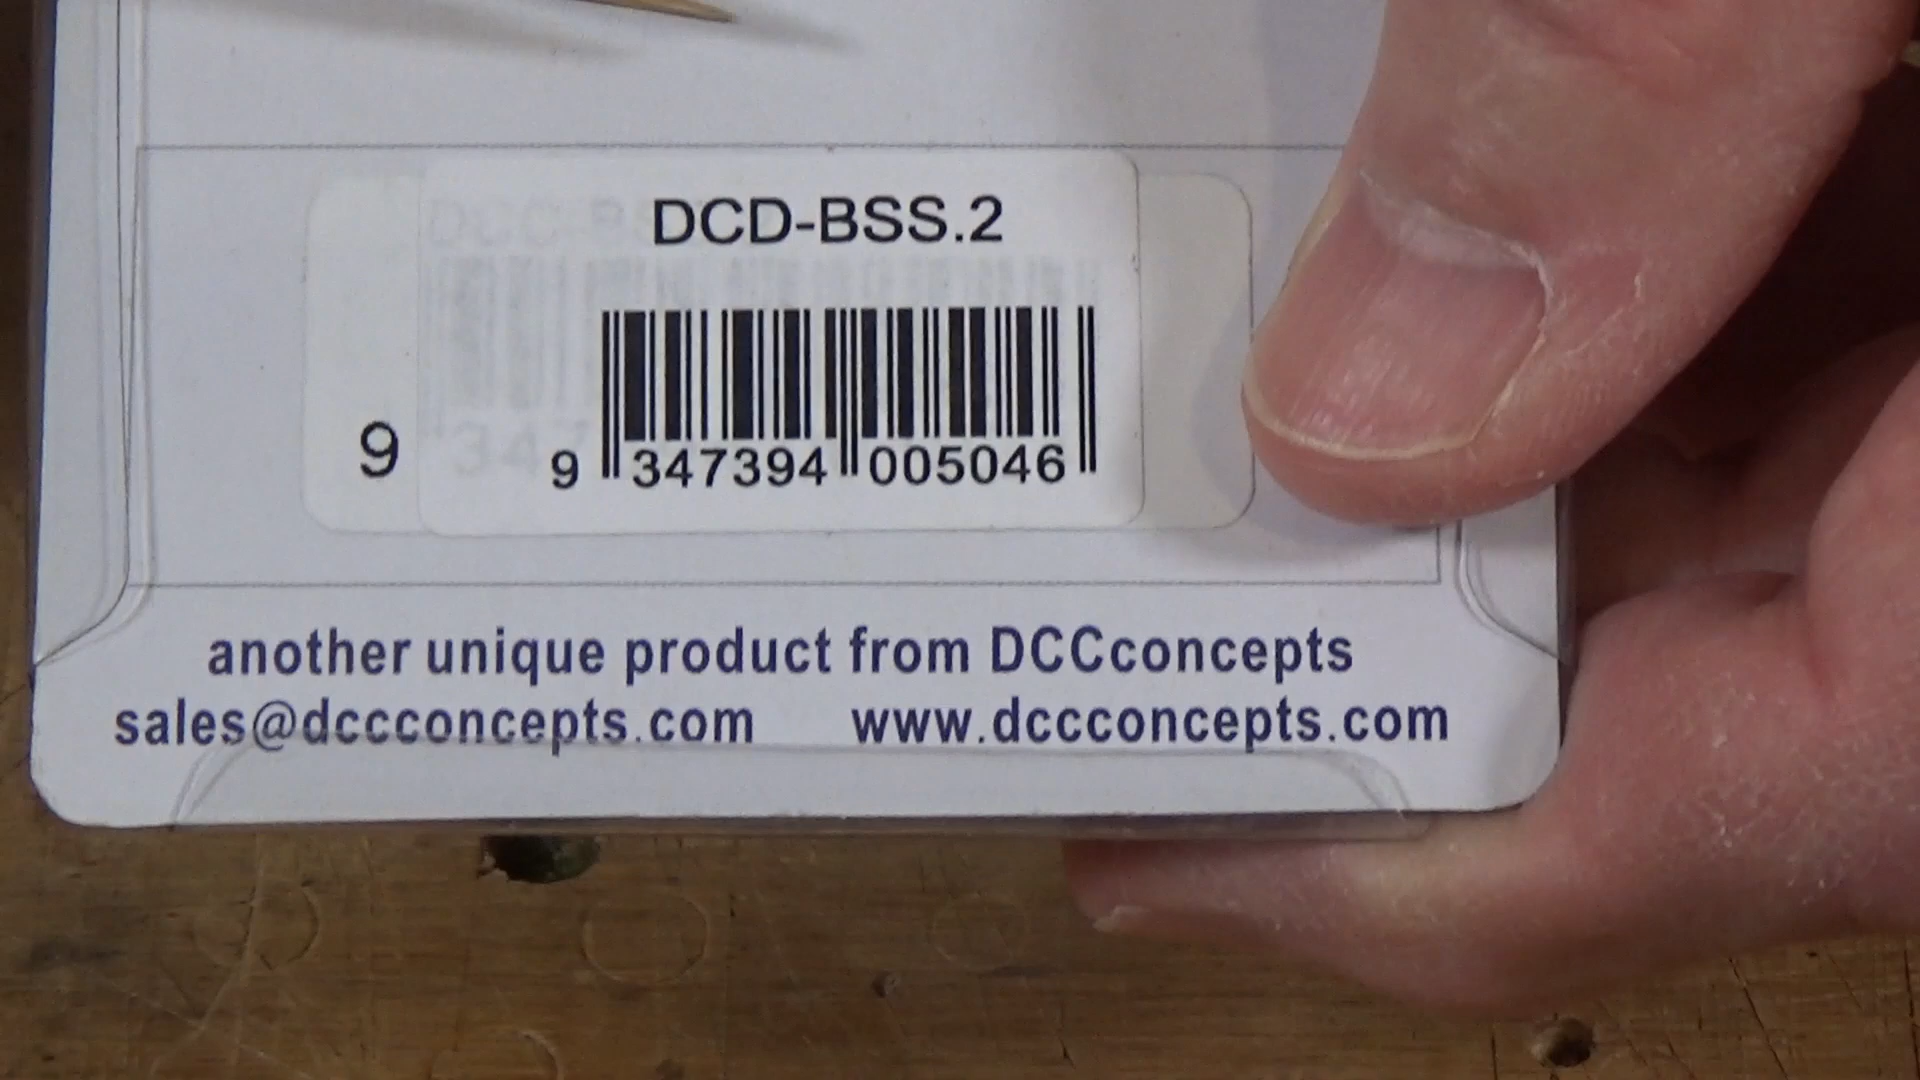 DCD-BSS.2
9
9 347394 005046
another unique product from DCCconcepts
sales@dccconcepts.com www.dccconcepts.com